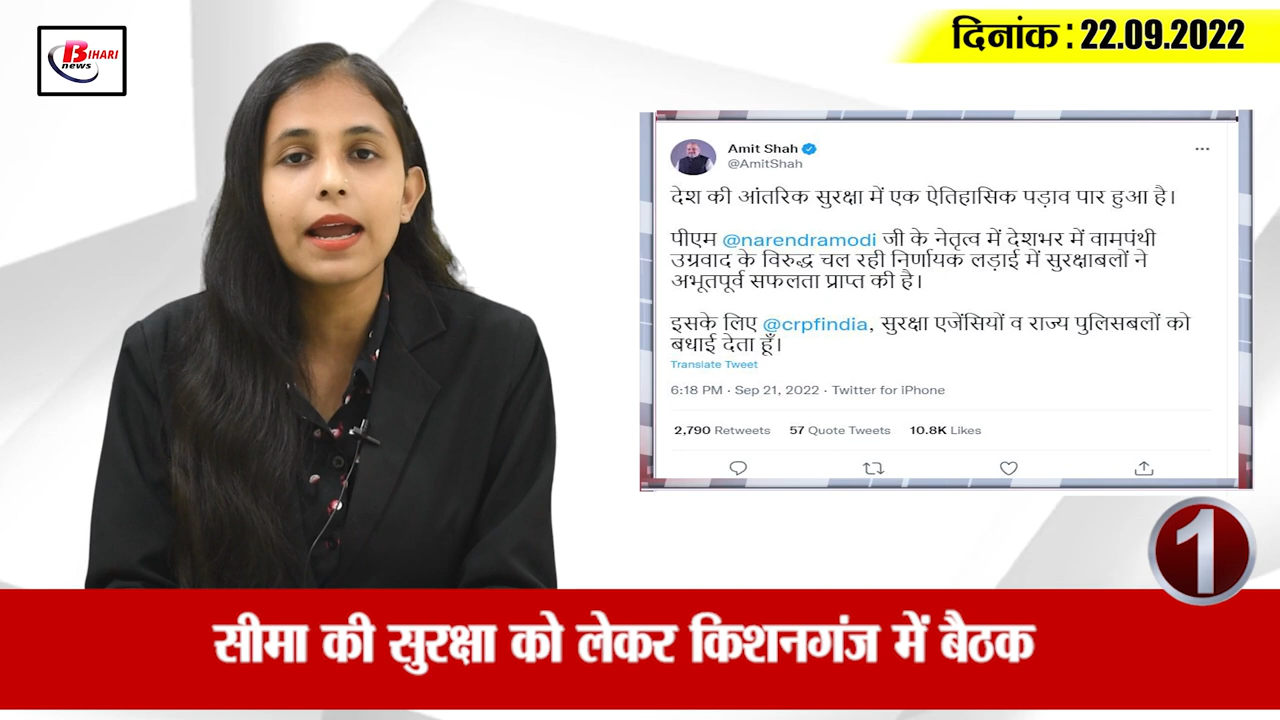 BIHARI
news
दिनांक : 22.09.2022
Amit Shah
@AmitShah
देश की आंतरिक सुरक्षा में एक ऐतिहासिक पड़ाव पार हुआ है।
पीएम @narendramodi जी के नेतृत्व में देशभर में वामपंथी
उग्रवाद के विरुद्ध चल रही निर्णायक लड़ाई में सुरक्षाबलों ने
अभूतपूर्व सफलता प्राप्त की है।
इसके लिए @crpfindia, सुरक्षा एजेंसियों व राज्य पुलिसबलों को
बधाई देता हूँ।
Translate Tweet
6:18 PM · Sep 21, 2022 · Twitter for iPhone
2,790 Retweets 57 Quote Tweets 10.8K Likes
1
सीमा की सुरक्षा को लेकर किशनगंज में बैठक